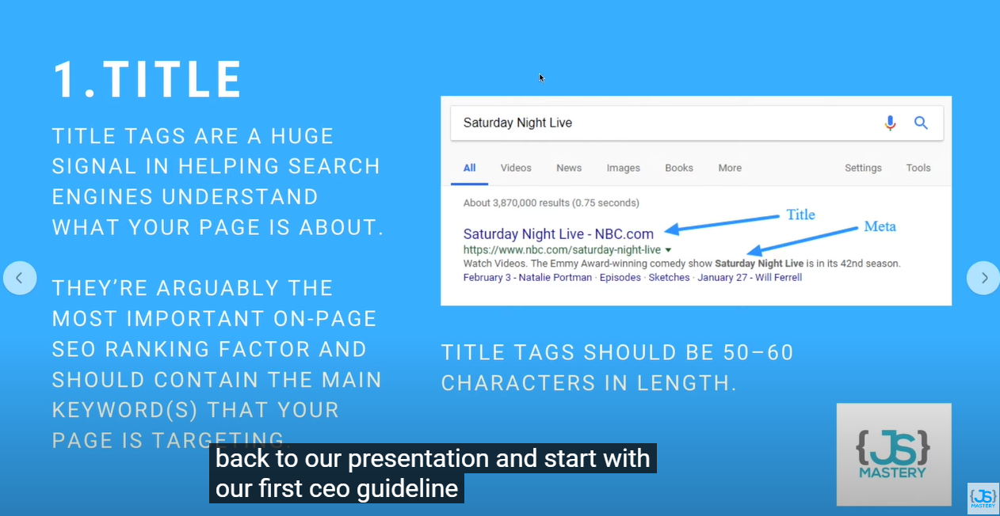 1.TITLE
TITLE TAGS ARE A HUGE
SIGNAL IN HELPING SEARCH
ENGINES UNDERSTAND
WHAT YOUR PAGE IS ABOUT.
THEY'RE ARGUABLY THE
MOST IMPORTANT ON-PAGE
SEO RANKING FACTOR AND
SHOULD CONTAIN THE MAIN
KEYWORD(S) THAT YOUR
PAGE IS TARGETING.
Saturday Night Live
All Videos News Images Books More Settings Tools
About 3,870,000 results (0.75 seconds)
Title
Meta
Saturday Night Live - NBC.com
https://www.nbc.com/saturday-night-live
Watch Videos. The Emmy Award-winning comedy show Saturday Night Live is in its 42nd season.
February 3 - Natalie Portman · Episodes · Sketches · January 27 - Will Ferrell
TITLE TAGS SHOULD BE 50–60
CHARACTERS IN LENGTH.
{JS}
MASTERY
back to our presentation and start with
our first ceo guideline
{JS}
MASTERY